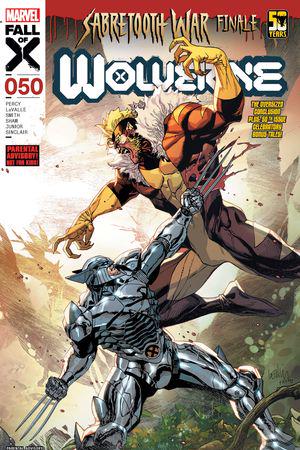 MARVEL
FALL OF X
050
PERCY
LAVALLE
SMITH
SHAW
JUNIOR
SINCLAIR
PARENTAL
ADVISORY!
NOT FOR KIDS!
SABRETOOTH WAR FINALE
50
YEARS
WOLVERINE
THE OVERSIZED
CONCLUSION
PLUS: 50TH ISSUE
CELEBRATORY
BONUS TALES!